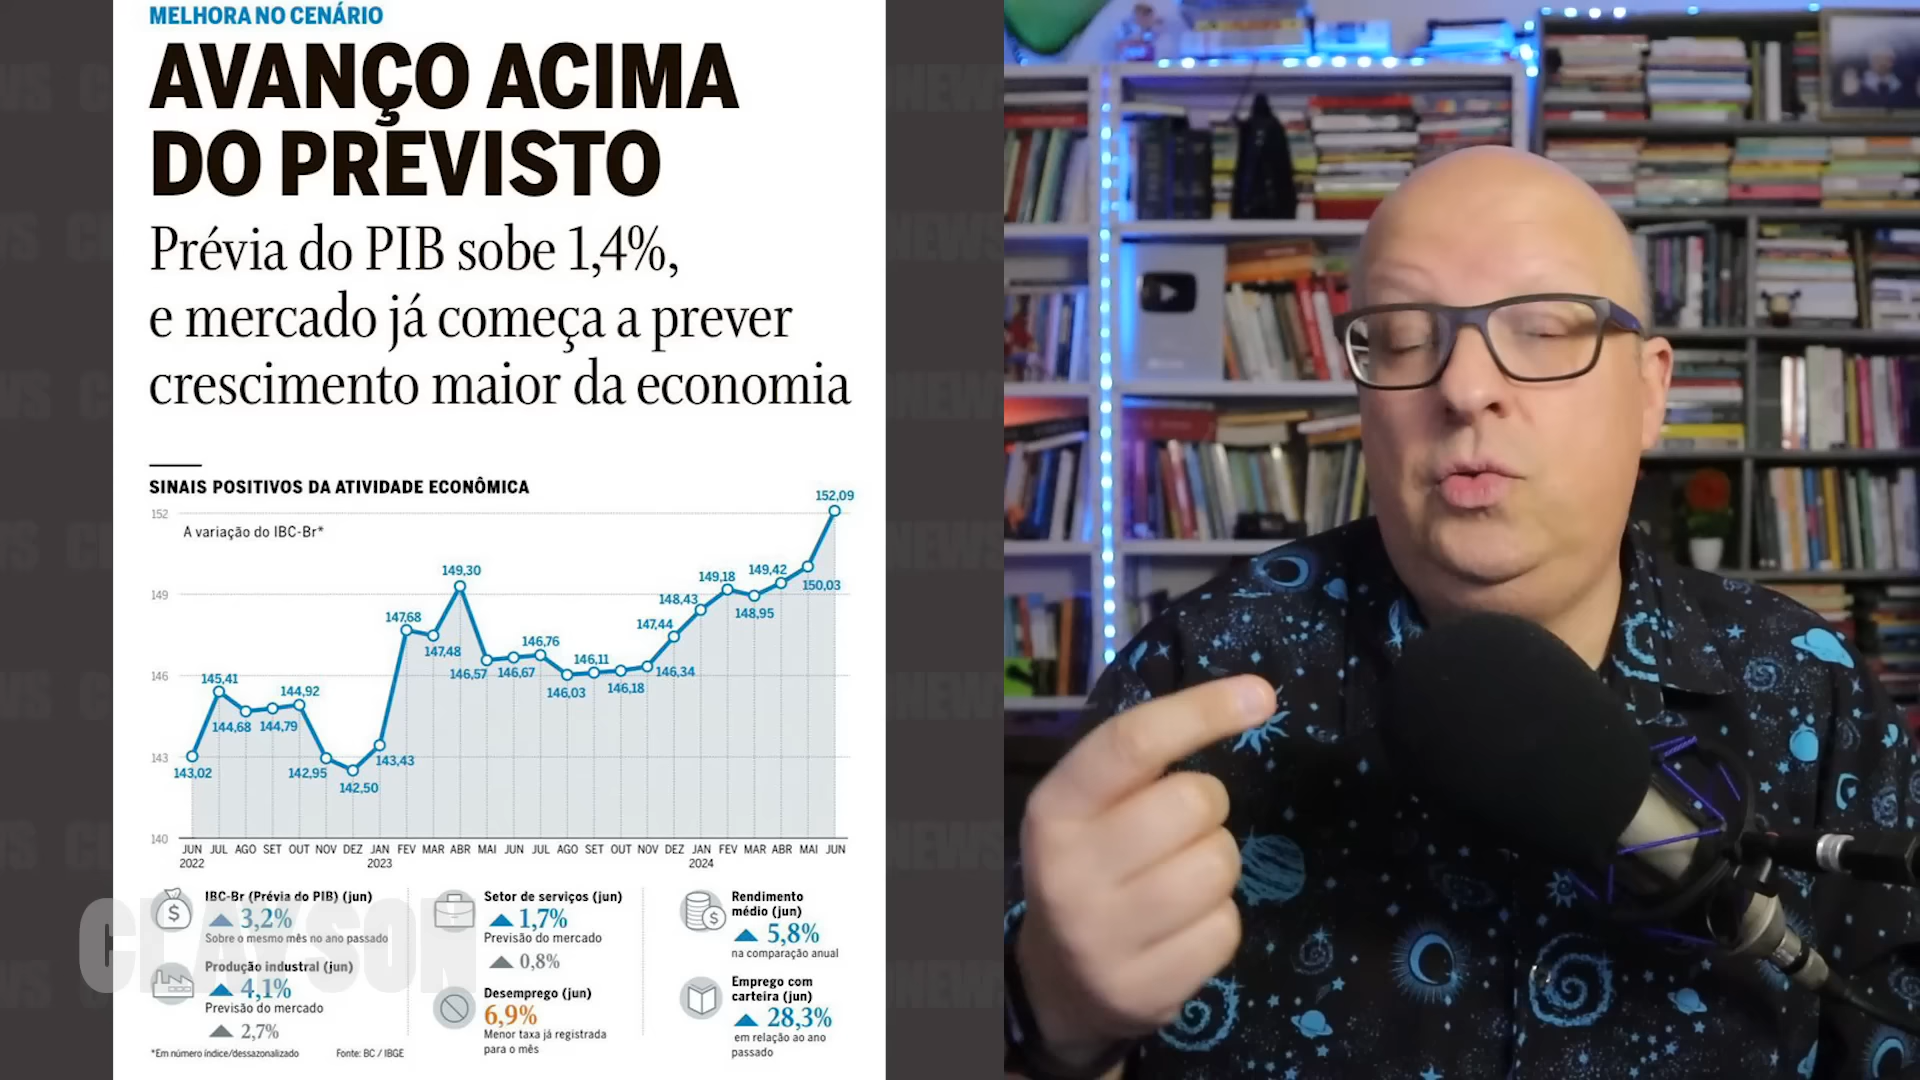 MELHORA NO CENÁRIO
AVANÇO ACIMA
DO PREVISTO
Prévia do PIB sobe 1,4%,
e mercado já começa a prever
crescimento maior da economia
SINAIS POSITIVOS DA ATIVIDADE ECONÔMICA
A variação do IBC-Br*
152
149
146
143
140
143,02
145,41
144,68
144,79
144,92
142,95
142,50
143,43
147,68
147,48
149,30
146,57
146,67
146,76
146,03
146,11
146,18
146,34
147,44
148,43
149,18
148,95
149,42
150,03
152,09
JUN JUL AGO SET OUT NOV DEZ JAN FEV MAR ABR MAI JUN JUL AGO SET OUT NOV DEZ JAN FEV MAR ABR MAI JUN
2022 2023 2024
IBC-Br (Prévia do PIB) (jun)
3,2%
Sobre o mesmo mês no ano passado
Produção industral (jun)
4,1%
Previsão do mercado
2,7%
Setor de serviços (jun)
1,7%
Previsão do mercado
0,8%
Desemprego (jun)
6,9%
Menor taxa já registrada
para o mês
Rendimento
médio (jun)
5,8%
na comparação anual
Emprego com
carteira (jun)
28,3%
em relação ao ano
passado
*Em número índice/dessazonalizado Fonte: BC / IBGE
CLAYSON